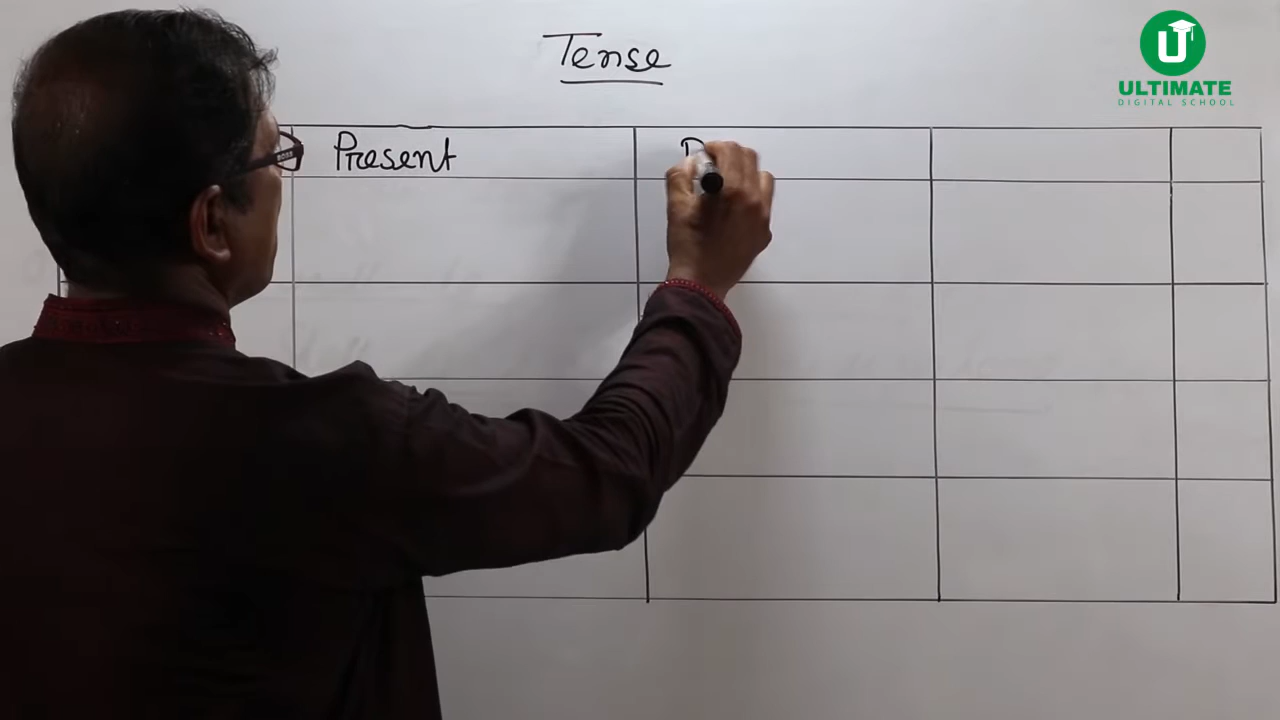 Tense
U
ULTIMATE
DIGITAL SCHOOL
Present P